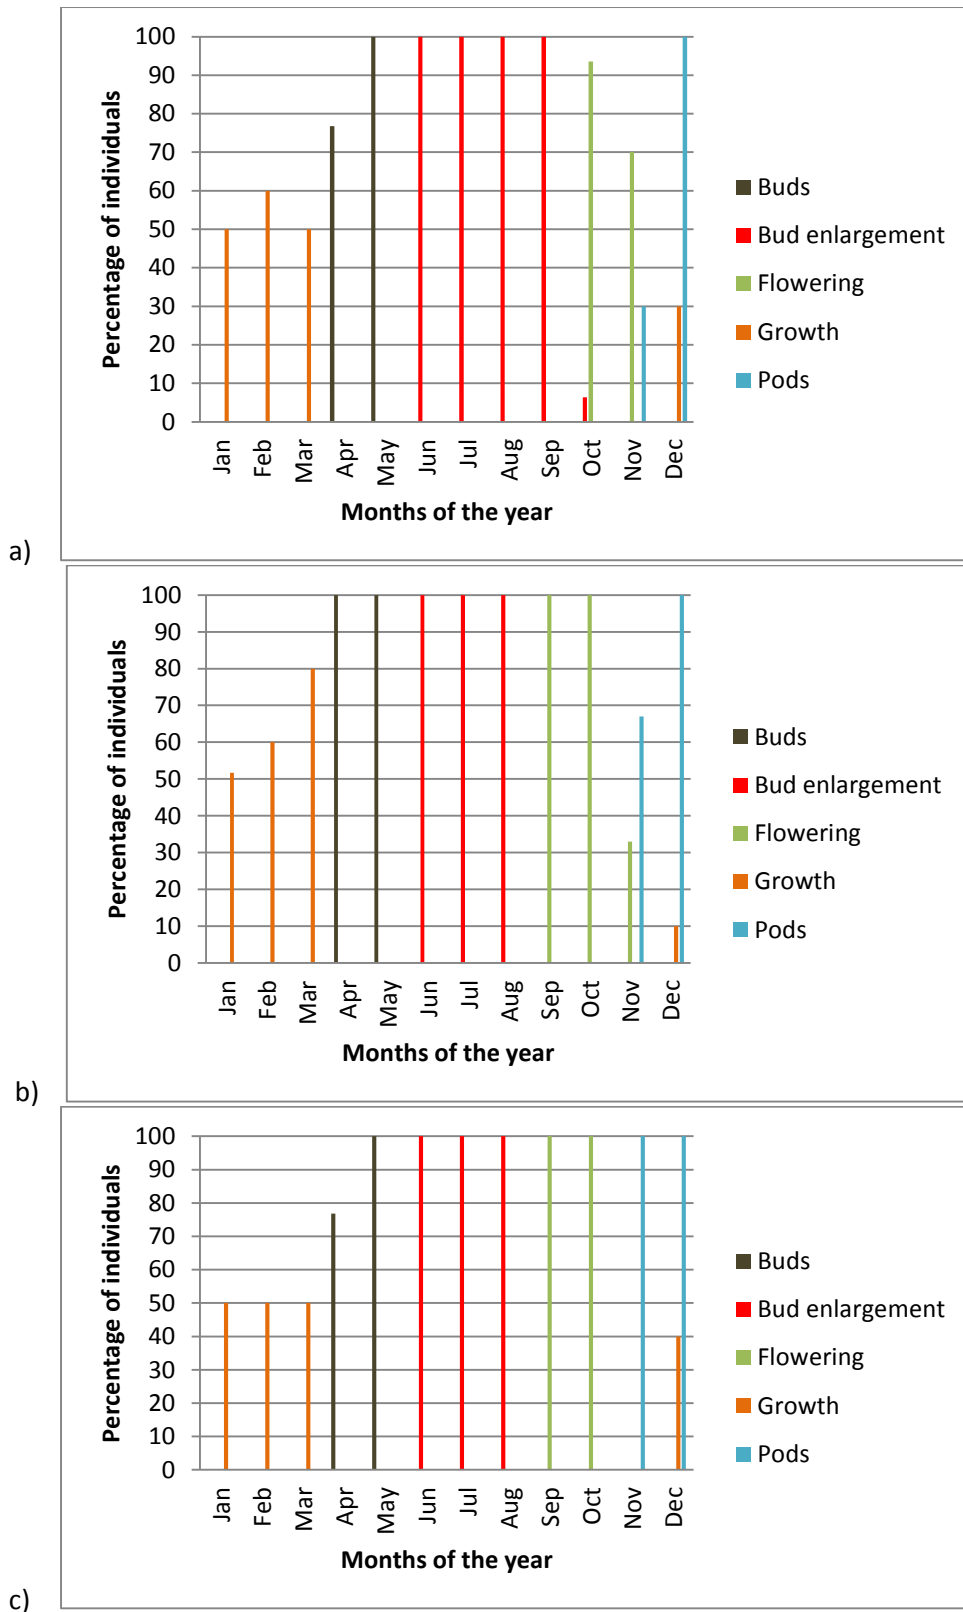 100
90
80
70
60
50
40
30
20
10
0
Percentage of individuals
Jan
Feb
Mar
Apr
May
Jun
Jul
Aug
Sep
Oct
Nov
Dec
Months of the year
Buds
Bud enlargement
Flowering
Growth
Pods
a)
100
90
80
70
60
50
40
30
20
10
0
Percentage of individuals
Jan
Feb
Mar
Apr
May
Jun
Jul
Aug
Sep
Oct
Nov
Dec
Months of the year
Buds
Bud enlargement
Flowering
Growth
Pods
b)
100
90
80
70
60
50
40
30
20
10
0
Percentage of individuals
Jan
Feb
Mar
Apr
May
Jun
Jul
Aug
Sep
Oct
Nov
Dec
Months of the year
Buds
Bud enlargement
Flowering
Growth
Pods
c)